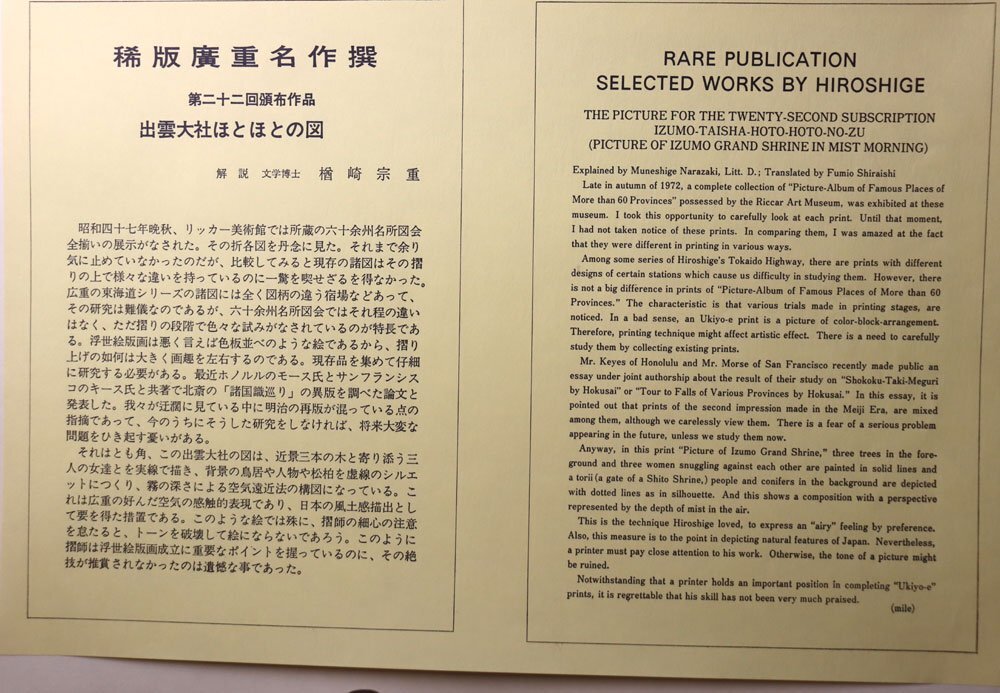 稀版廣重名作撰
第二十二回頒布作品
出雲大社ほとほとの図
解説 文学博士 楢崎宗重
昭和四十七年晩秋、リッカー美術館では所蔵の六十余州名所図会
全揃いの展示がなされた。その折各図を丹念に見た。それまで余り
気に止めていなかったのだが、比較してみると現存の諸図はその摺
りの上で様々な違いを持っているのに一驚を喫せざるを得なかった。
広重の東海道シリーズの諸図には全く図柄の違う宿場などあって、
その研究は難儀なのであるが、六十余州名所図会ではそれ程の違い
はなく、ただ摺りの段階で色々な試みがなされているのが特長であ
る。浮世絵版画は悪く言えば色板並べのような絵であるから、摺り
上げの如何は大きく画趣を左右するのである。現存品を集めて仔細
に研究する必要がある。最近ホノルルのモース氏とサンフランシス
コのキース氏と共著で北斎の「諸国識巡り」の異版を調べた論文と
発表した。我々が迂濶に見ている中に明治の再版が混っている点の
指摘であって、今のうちにそうした研究をしなければ、将来大変な
問題をひき起す憂いがある。
それはとも角、この出雲大社の図は、近景三本の木と寄り添う三
人の女達とを実線で描き、背景の鳥居や人物や松柏を虚線のシルエ
ットにつくり、霧の深さによる空気遠近法の構図になっている。こ
れは広重の好んだ空気の感触的表現であり、日本の風土感描出とし
て要を得た措置である。このような絵では殊に、摺師の細心の注意
を怠たると、トーンを破壊して絵にならないであろう。このように
摺師は浮世絵版画成立に重要なポイントを握っているのに、その絶
技が推賞されなかったのは遺憾な事であった。
RARE PUBLICATION
SELECTED WORKS BY HIROSHIGE
THE PICTURE FOR THE TWENTY-SECOND SUBSCRIPTION
IZUMO-TAISHA-HOTO-HOTO-NO-ZU
(PICTURE OF IZUMO GRAND SHRINE IN MIST MORNING)
Explained by Muneshige Narazaki, Litt. D.; Translated by Fumio Shiraishi
Late in autumn of 1972, a complete collection of "Picture-Album of Famous Places of
More than 60 Provinces" possessed by the Riccar Art Museum, was exhibited at these
museum. I took this opportunity to carefully look at each print. Until that moment,
I had not taken notice of these prints. In comparing them, I was amazed at the fact
that they were different in printing in various ways.
Among some series of Hiroshige's Tokaido Highway, there are prints with different
designs of certain stations which cause us difficulty in studying them. However, there
is not a big difference in prints of "Picture-Album of Famous Places of More than 60
Provinces." The characteristic is that various trials made in printing stages, are
noticed. In a bad sense, an Ukiyo-e print is a picture of color-block-arrangement.
Therefore, printing technique might affect artistic effect. There is a need to carefully
study them by collecting existing prints.
Mr. Keyes of Honolulu and Mr. Morse of San Francisco recently made public an
essay under joint authorship about the result of their study on "Shokoku-Taki-Meguri
by Hokusai" or "Tour to Falls of Various Provinces by Hokusai." In this essay, it is
pointed out that prints of the second impression made in the Meiji Era, are mixed
among them, although we carelessly view them. There is a fear of a serious problem
appearing in the future, unless we study them now.
Anyway, in this print "Picture of Izumo Grand Shrine," three trees in the fore-
ground and three women snuggling against each other are painted in solid lines and
a torii (a gate of a Shito Shrine,) people and conifers in the background are depicted
with dotted lines as in silhouette. And this shows a composition with a perspective
represented by the depth of mist in the air.
This is the technique Hiroshige loved, to express an "airy" feeling by preference.
Also, this measure is to the point in depicting natural features of Japan. Nevertheless,
a printer must pay close attention to his work. Otherwise, the tone of a picture might
be ruined.
Notwithstanding that a printer holds an important position in completing "Ukiyo-e"
prints, it is regrettable that his skill has not been very much praised.
(mile)